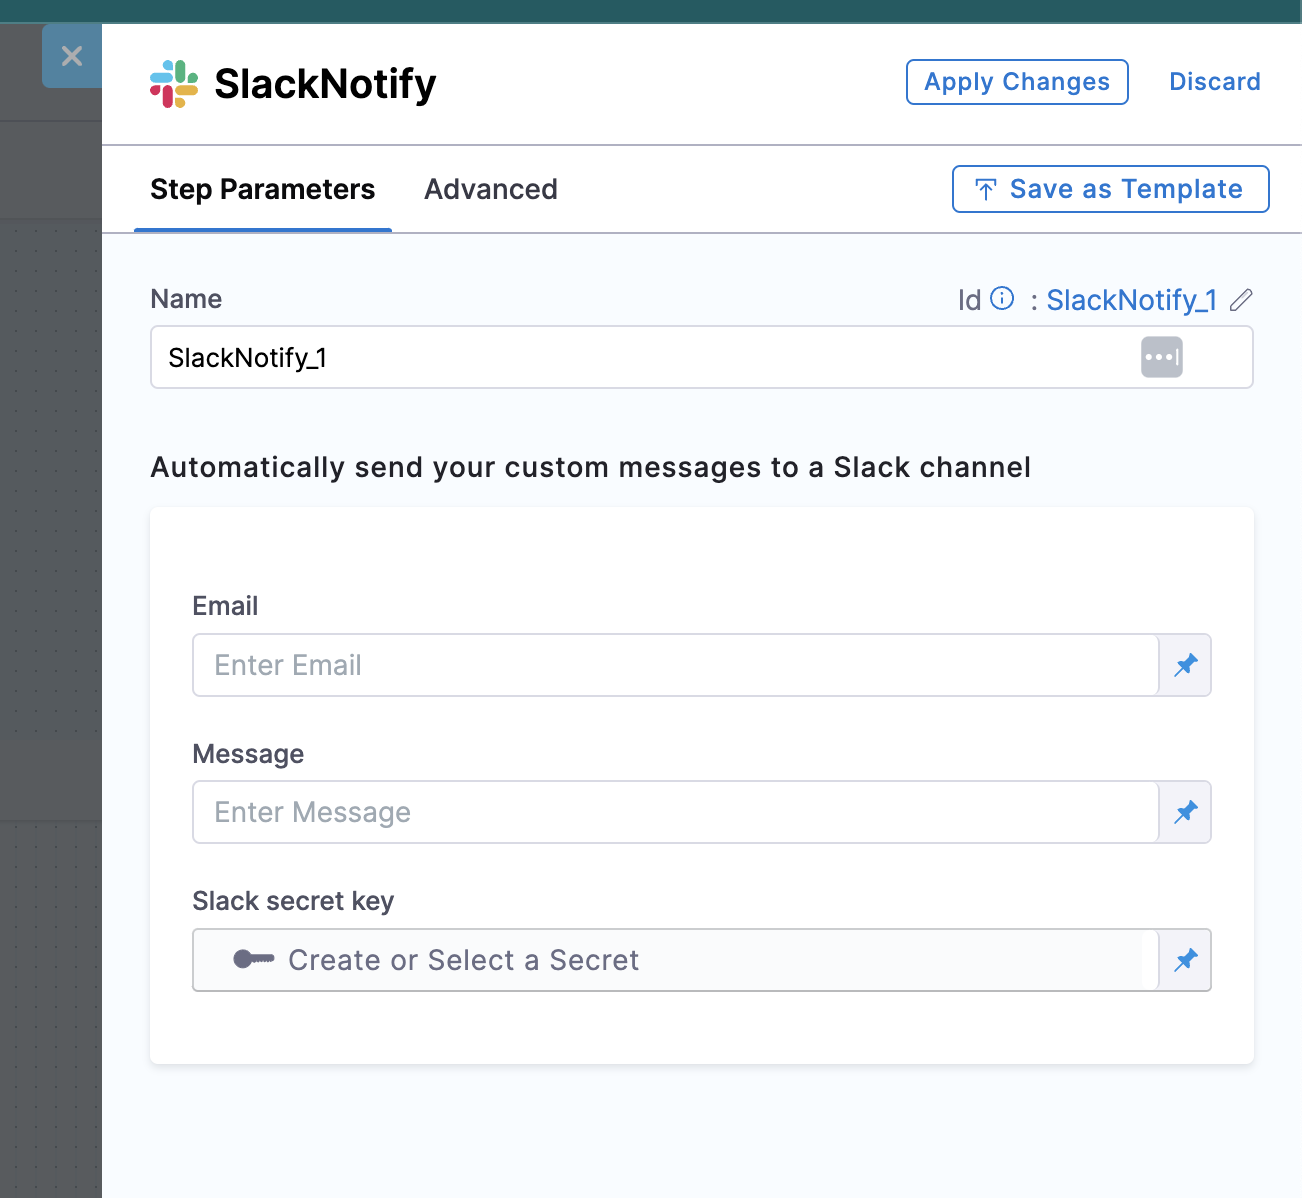 SlackNotify
Apply Changes
Discard
Step Parameters
Advanced
Save as Template
Name
Id : SlackNotify_1
SlackNotify_1
Automatically send your custom messages to a Slack channel
Email
Enter Email
Message
Enter Message
Slack secret key
Create or Select a Secret